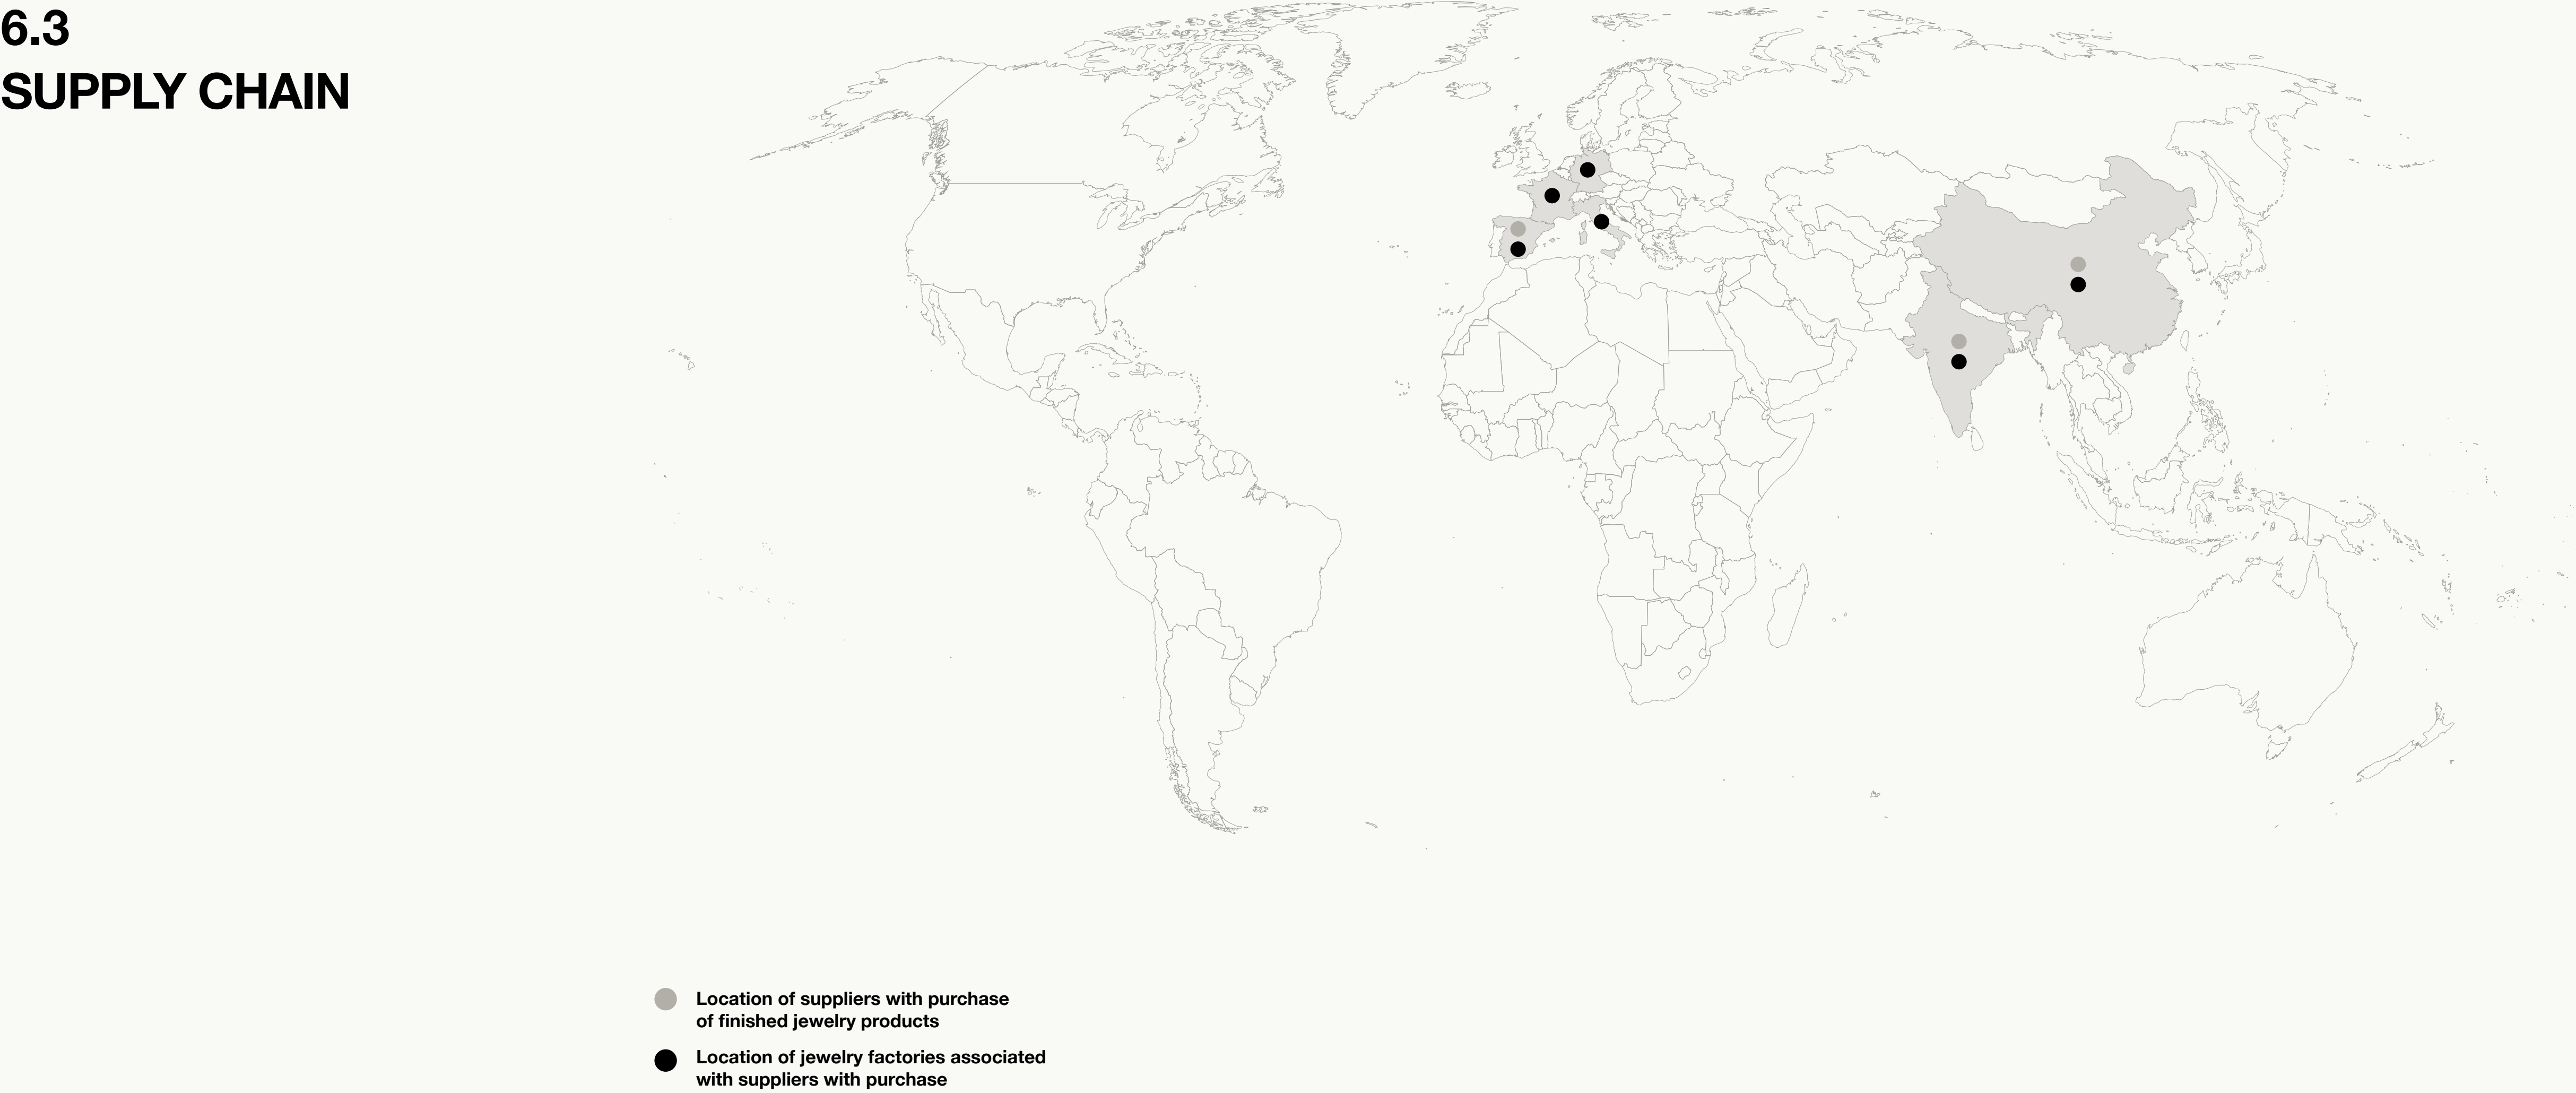 6.3
SUPPLY CHAIN
Location of suppliers with purchase
of finished jewelry products
Location of jewelry factories associated
with suppliers with purchase